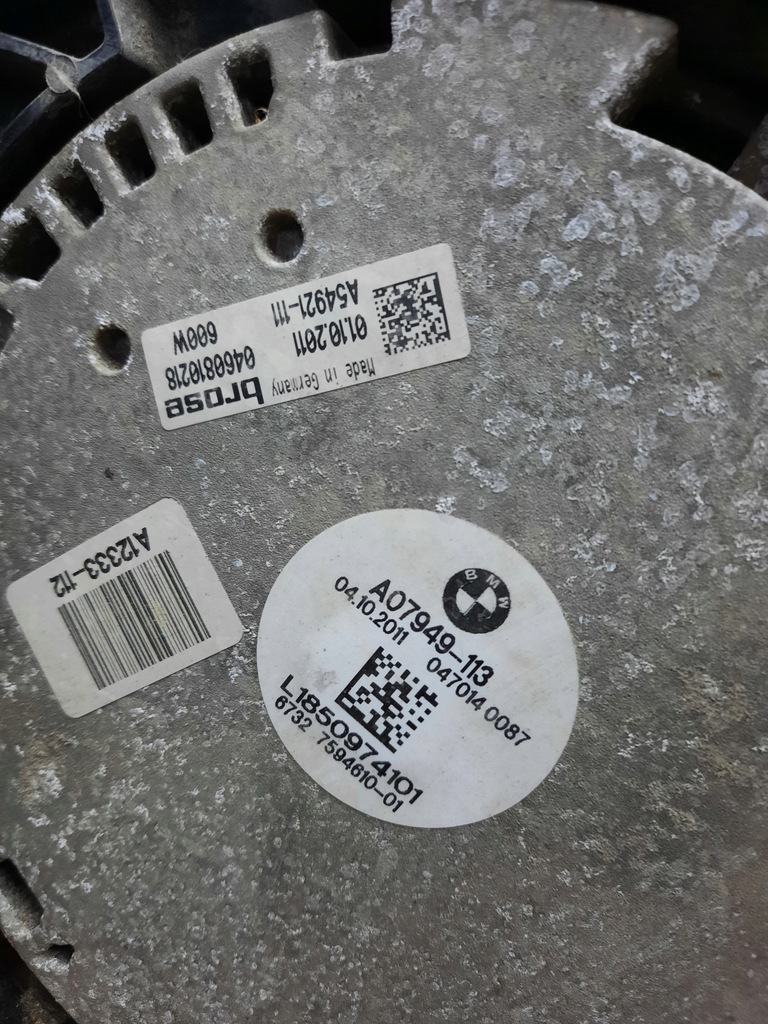 brose Made in Germany
0460810218 01.10.2011
600W A54921-111
A12333-112
BMW
A07949-113
04.10.2011 047014 0087
L1850974101
6732 7594610-01